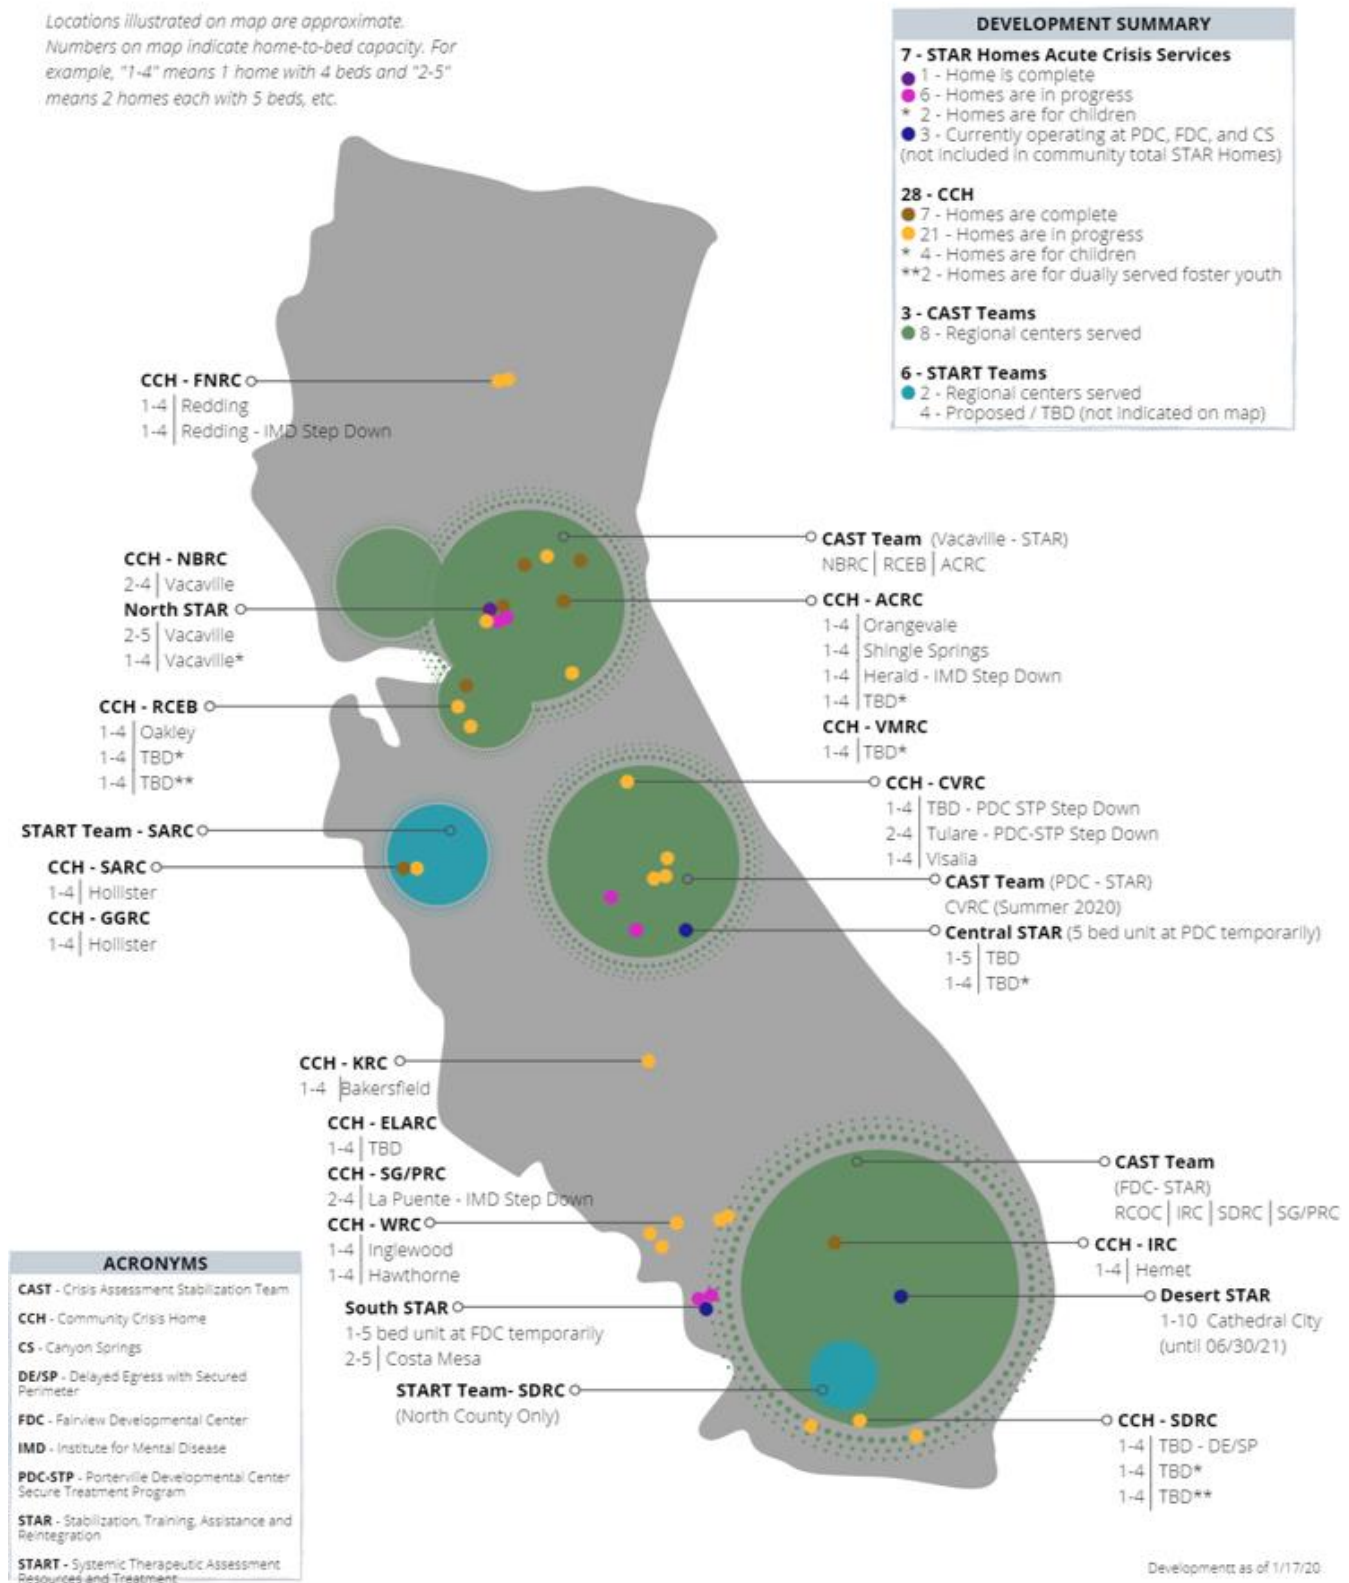 Locations illustrated on map are approximate.
Numbers on map indicate home-to-bed capacity. For
example, "1-4" means 1 home with 4 beds and "2-5"
means 2 homes each with 5 beds, etc.
DEVELOPMENT SUMMARY
7 - STAR Homes Acute Crisis Services
1 - Home is complete
6 - Homes are in progress
* 2 - Homes are for children
3 - Currently operating at PDC, FDC, and CS
(not included in community total STAR Homes)
28 - CCH
7 - Homes are complete
21 - Homes are in progress
* 4 - Homes are for children
**2 - Homes are for dually served foster youth
3 - CAST Teams
8 - Regional centers served
6 - START Teams
2 - Regional centers served
4 - Proposed / TBD (not indicated on map)
CCH - FNRC
1-4 | Redding
1-4 | Redding - IMD Step Down
CCH - NBRC
2-4 | Vacaville
North STAR
2-5 | Vacaville
1-4 | Vacaville*
CCH - RCEB
1-4 | Oakley
1-4 | TBD*
1-4 | TBD**
START Team - SARC
CCH - SARC
1-4 | Hollister
CCH - GGRC
1-4 | Hollister
CAST Team (Vacaville - STAR)
NBRC | RCEB | ACRC
CCH - ACRC
1-4 | Orangevale
1-4 | Shingle Springs
1-4 | Herald - IMD Step Down
1-4 | TBD*
CCH - VMRC
1-4 | TBD*
CCH - CVRC
1-4 | TBD - PDC STP Step Down
2-4 | Tulare - PDC-STP Step Down
1-4 | Visalia
CAST Team (PDC - STAR)
CVRC (Summer 2020)
Central STAR (5 bed unit at PDC temporarily)
1-5 | TBD
1-4 | TBD*
CCH - KRC
1-4 | Bakersfield
CCH - ELARC
1-4 | TBD
CCH - SG/PRC
2-4 | La Puente - IMD Step Down
CCH - WRC
1-4 | Inglewood
1-4 | Hawthorne
South STAR
1-5 bed unit at FDC temporarily
2-5 | Costa Mesa
START Team- SDRC
(North County Only)
CAST Team
(FDC- STAR)
RCOC | IRC | SDRC | SG/PRC
CCH - IRC
1-4 | Hemet
Desert STAR
1-10 Cathedral City
(until 06/30/21)
CCH - SDRC
1-4 | TBD - DE/SP
1-4 | TBD*
1-4 | TBD**
ACRONYMS
CAST - Crisis Assessment Stabilization Team
CCH - Community Crisis Home
CS - Canyon Springs
DE/SP - Delayed Egress with Secured
Perimeter
FDC - Fairview Developmental Center
IMD - Institute for Mental Disease
PDC-STP - Porterville Developmental Center
Secure Treatment Program
STAR - Stabilization, Training, Assistance and
Reintegration
START - Systemic Therapeutic Assessment
Resources and Treatment
Developmentt as of 1/17/20